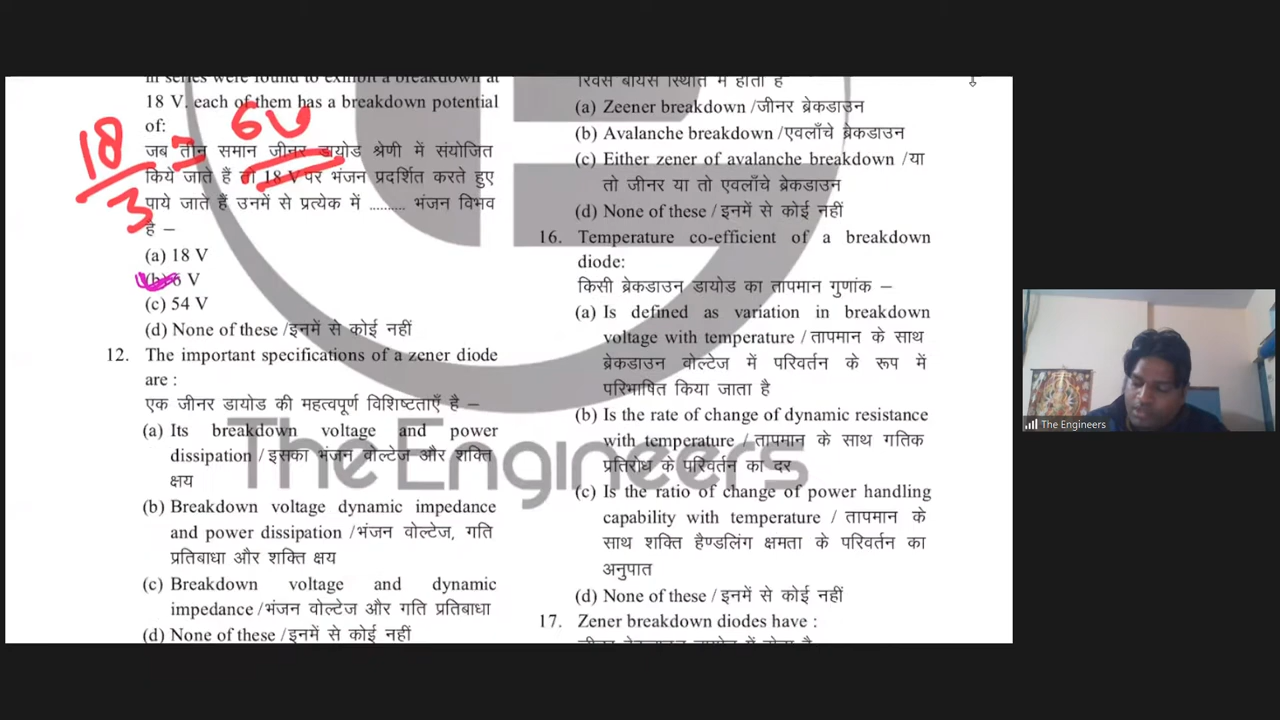 in series were found to exhibit a breakdown at
18 V. each of them has a breakdown potential
of:
जब तीन समान जीनर डायोड श्रेणी में संयोजित
किये जाते हैं तो 18 V पर भंजन प्रदर्शित करते हुए
पाये जाते हैं उनमें से प्रत्येक में .......... भंजन विभव
है –
(a) 18 V
(b) 6 V
(c) 54 V
(d) None of these /इनमें से कोई नहीं
18/3 = 6V
12. The important specifications of a zener diode
are :
एक जीनर डायोड की महत्वपूर्ण विशिष्टताएँ है –
(a) Its breakdown voltage and power
dissipation / इसका भंजन वोल्टेज और शक्ति
क्षय
(b) Breakdown voltage dynamic impedance
and power dissipation /भंजन वोल्टेज, गति
प्रतिबाधा और शक्ति क्षय
(c) Breakdown voltage and dynamic
impedance /भंजन वोल्टेज और गति प्रतिबाधा
(d) None of these /इनमें से कोई नहीं
रिवर्स बायस स्थिति में होता है
(a) Zeener breakdown /जीनर ब्रेकडाउन
(b) Avalanche breakdown /एवलाँचे ब्रेकडाउन
(c) Either zener of avalanche breakdown /या
तो जीनर या तो एवलाँचे ब्रेकडाउन
(d) None of these / इनमें से कोई नहीं
16. Temperature co-efficient of a breakdown
diode:
किसी ब्रेकडाउन डायोड का तापमान गुणांक –
(a) Is defined as variation in breakdown
voltage with temperature / तापमान के साथ
ब्रेकडाउन वोल्टेज में परिवर्तन के रूप में
परिभाषित किया जाता है
(b) Is the rate of change of dynamic resistance
with temperature / तापमान के साथ गतिक
प्रतिरोध के परिवर्तन का दर
(c) Is the ratio of change of power handling
capability with temperature / तापमान के
साथ शक्ति हैण्डलिंग क्षमता के परिवर्तन का
अनुपात
(d) None of these / इनमें से कोई नहीं
17. Zener breakdown diodes have :
The Engineers
The Engineers